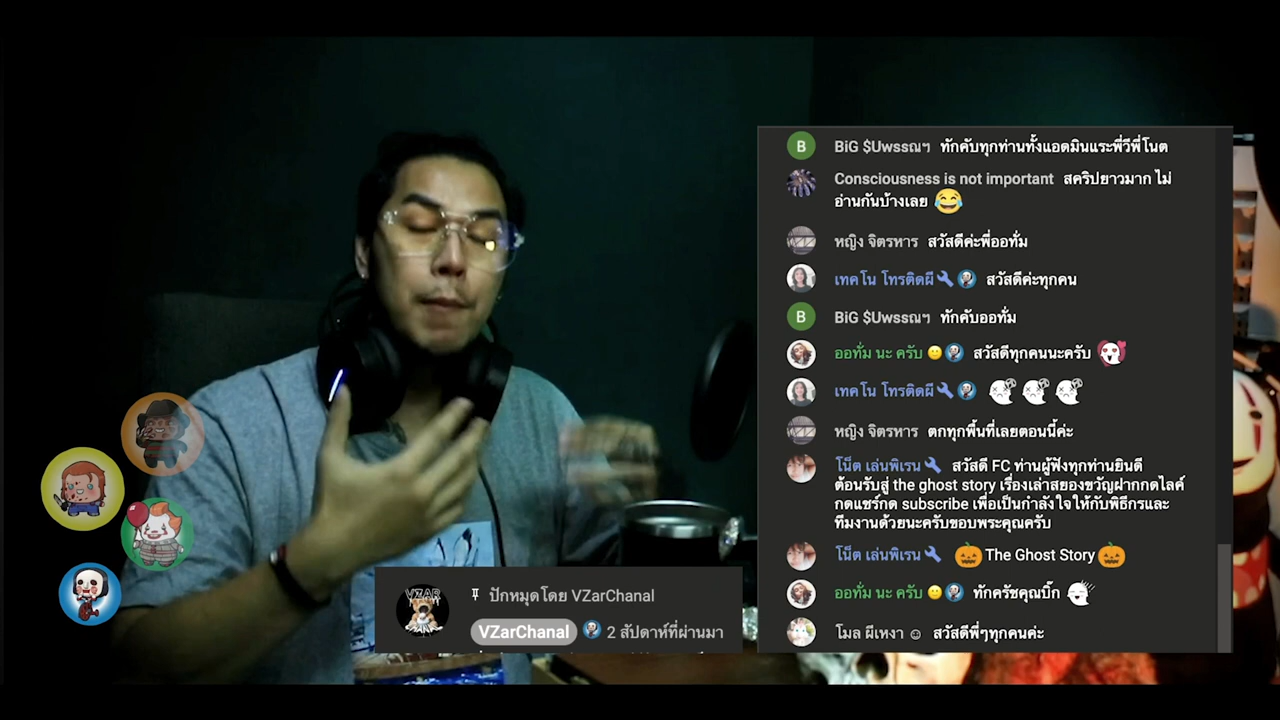 B BiG $Uwssณฯ ทักคับทุกท่านทั้งแอดมินแระพี่วีพี่โนต
Consciousness is not important สคริปยาวมาก ไม่
อ่านกันบ้างเลย 😂
หญิง จิตรหาร สวัสดีค่ะพี่ออทั่ม
เทคโน โทรติดผี สวัสดีค่ะทุกคน
B BiG $Uwssณฯ ทักคับออทั่ม
ออทั่ม นะ ครับ สวัสดีทุกคนนะครับ
เทคโน โทรติดผี
หญิง จิตรหาร ตกทุกพื้นที่เลยตอนนี้ค่ะ
โน็ต เล่นพิเรน สวัสดี FC ท่านผู้ฟังทุกท่านยินดี
ต้อนรับสู่ the ghost story เรื่องเล่าสยองขวัญฝากกดไลค์
กดแชร์กด subscribe เพื่อเป็นกำลังใจให้กับพิธีกรและ
ทีมงานด้วยนะครับขอบพระคุณครับ
โน็ต เล่นพิเรน 🎃 The Ghost Story 🎃
ออทั่ม นะ ครับ ทักครัชคุณบิ๊ก
โมล ผีเหงา ☺ สวัสดีพี่ๆทุกคนค่ะ
VZAR
ปักหมุดโดย VZarChanal
VZarChanal 2 สัปดาห์ที่ผ่านมา